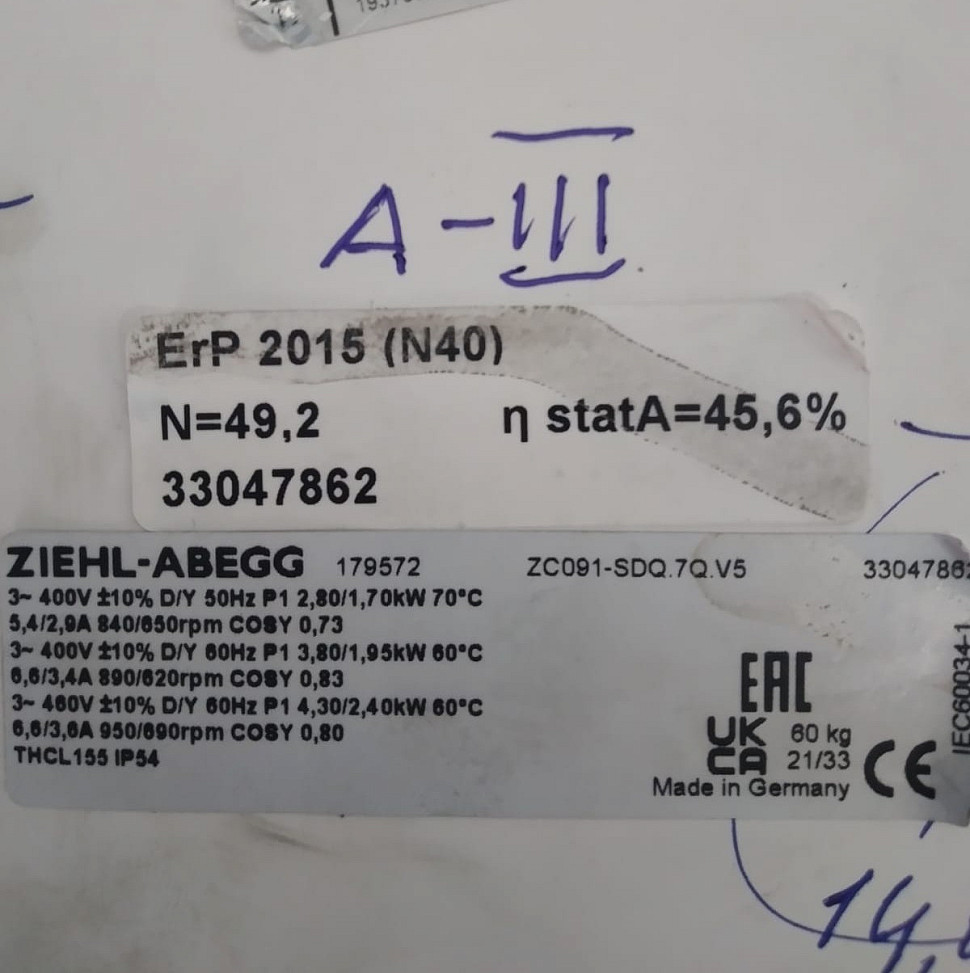 A-III
ErP 2015 (N40)
N=49,2 η statA=45,6%
33047862
ZIEHL-ABEGG 179572 ZC091-SDQ.7Q.V5 33047862
3~ 400V ±10% D/Y 50Hz P1 2,80/1,70kW 70°C
5,4/2,9A 840/650rpm COSY 0,73
3~ 400V ±10% D/Y 60Hz P1 3,80/1,95kW 60°C
6,6/3,4A 890/620rpm COSY 0,83
3~ 460V ±10% D/Y 60Hz P1 4,30/2,40kW 60°C
6,6/3,6A 950/690rpm COSY 0,80
THCL155 IP54
EAC
UK CA 60 kg
21/33 CE
Made in Germany
IEC60034-1
14,